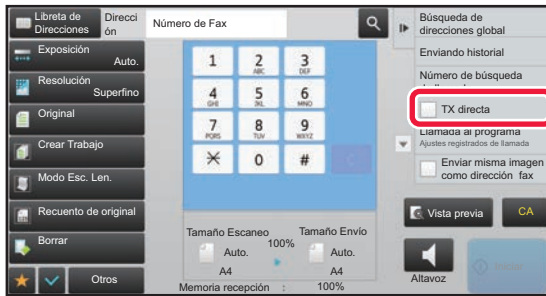 Libreta de
Direcciones
Direcci
ón
Número de Fax
Exposición
Auto.
Resolución
Superfino
Original
Crear Trabajo
Modo Esc. Len.
Recuento de original
Borrar
Otros
1
2
ABC
3
DEF
4
GHI
5
JKL
6
MNO
7
PQRS
8
TUV
9
WXYZ
0
#
C
Tamaño Escaneo
Tamaño Envío
100%
Auto.
Auto.
A4
A4
Memoria recepción : 100%
Búsqueda de
direcciones global
Enviando historial
Número de búsqueda
TX directa
Llamada al programa
Ajustes registrados de llamada
Enviar misma imagen
como dirección fax
Vista previa
CA
Altavoz
Iniciar